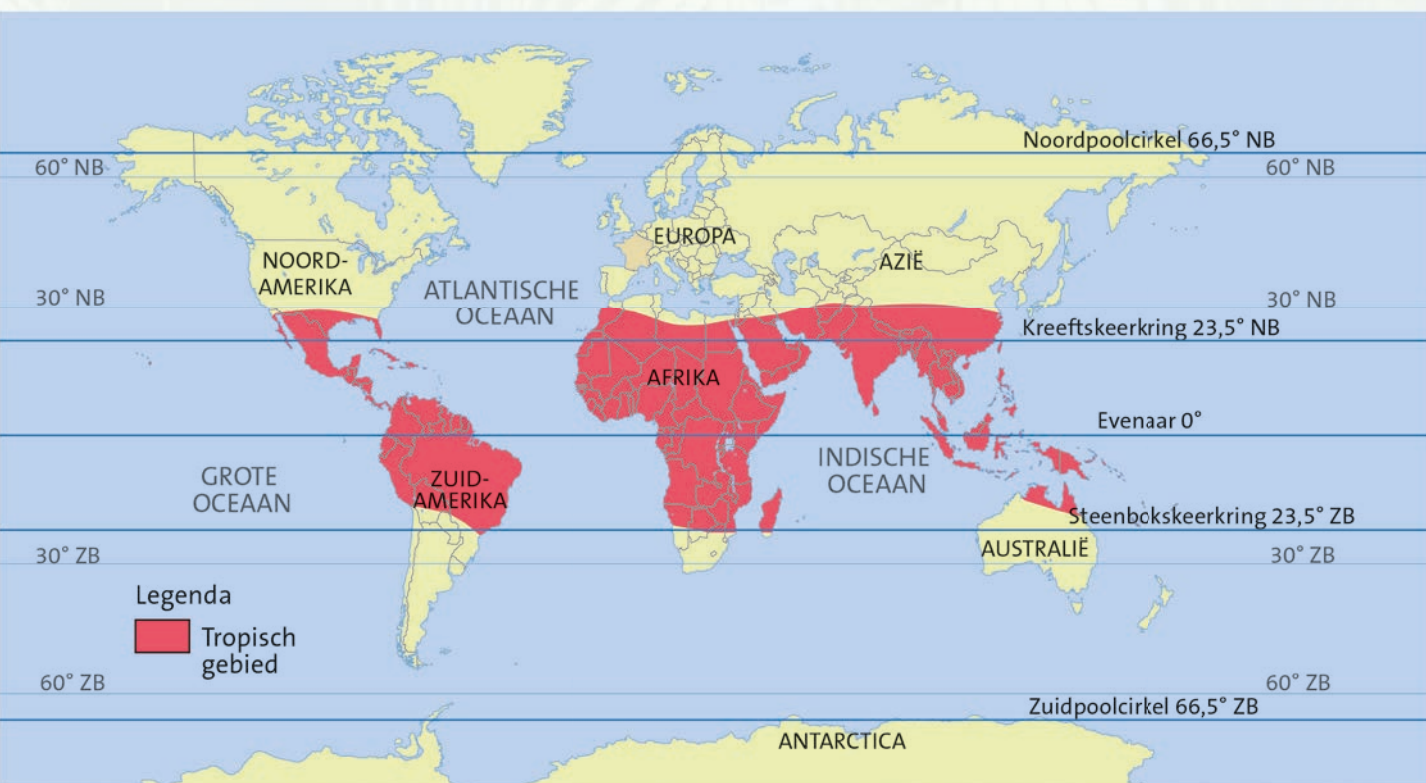 Noordpoolcirkel 66,5° NB
60° NB
60° NB
EUROPA
NOORD-
AMERIKA
AZIË
ATLANTISCHE
OCEAAN
30° NB
30° NB
Kreeftskeerkring 23,5° NB
AFRIKA
Evenaar 0°
GROTE
OCEAAN
ZUID-
AMERIKA
INDISCHE
OCEAAN
Steenbokskeerkring 23,5° ZB
AUSTRALIË
30° ZB
30° ZB
Legenda
Tropisch
gebied
60° ZB
60° ZB
Zuidpoolcirkel 66,5° ZB
ANTARCTICA